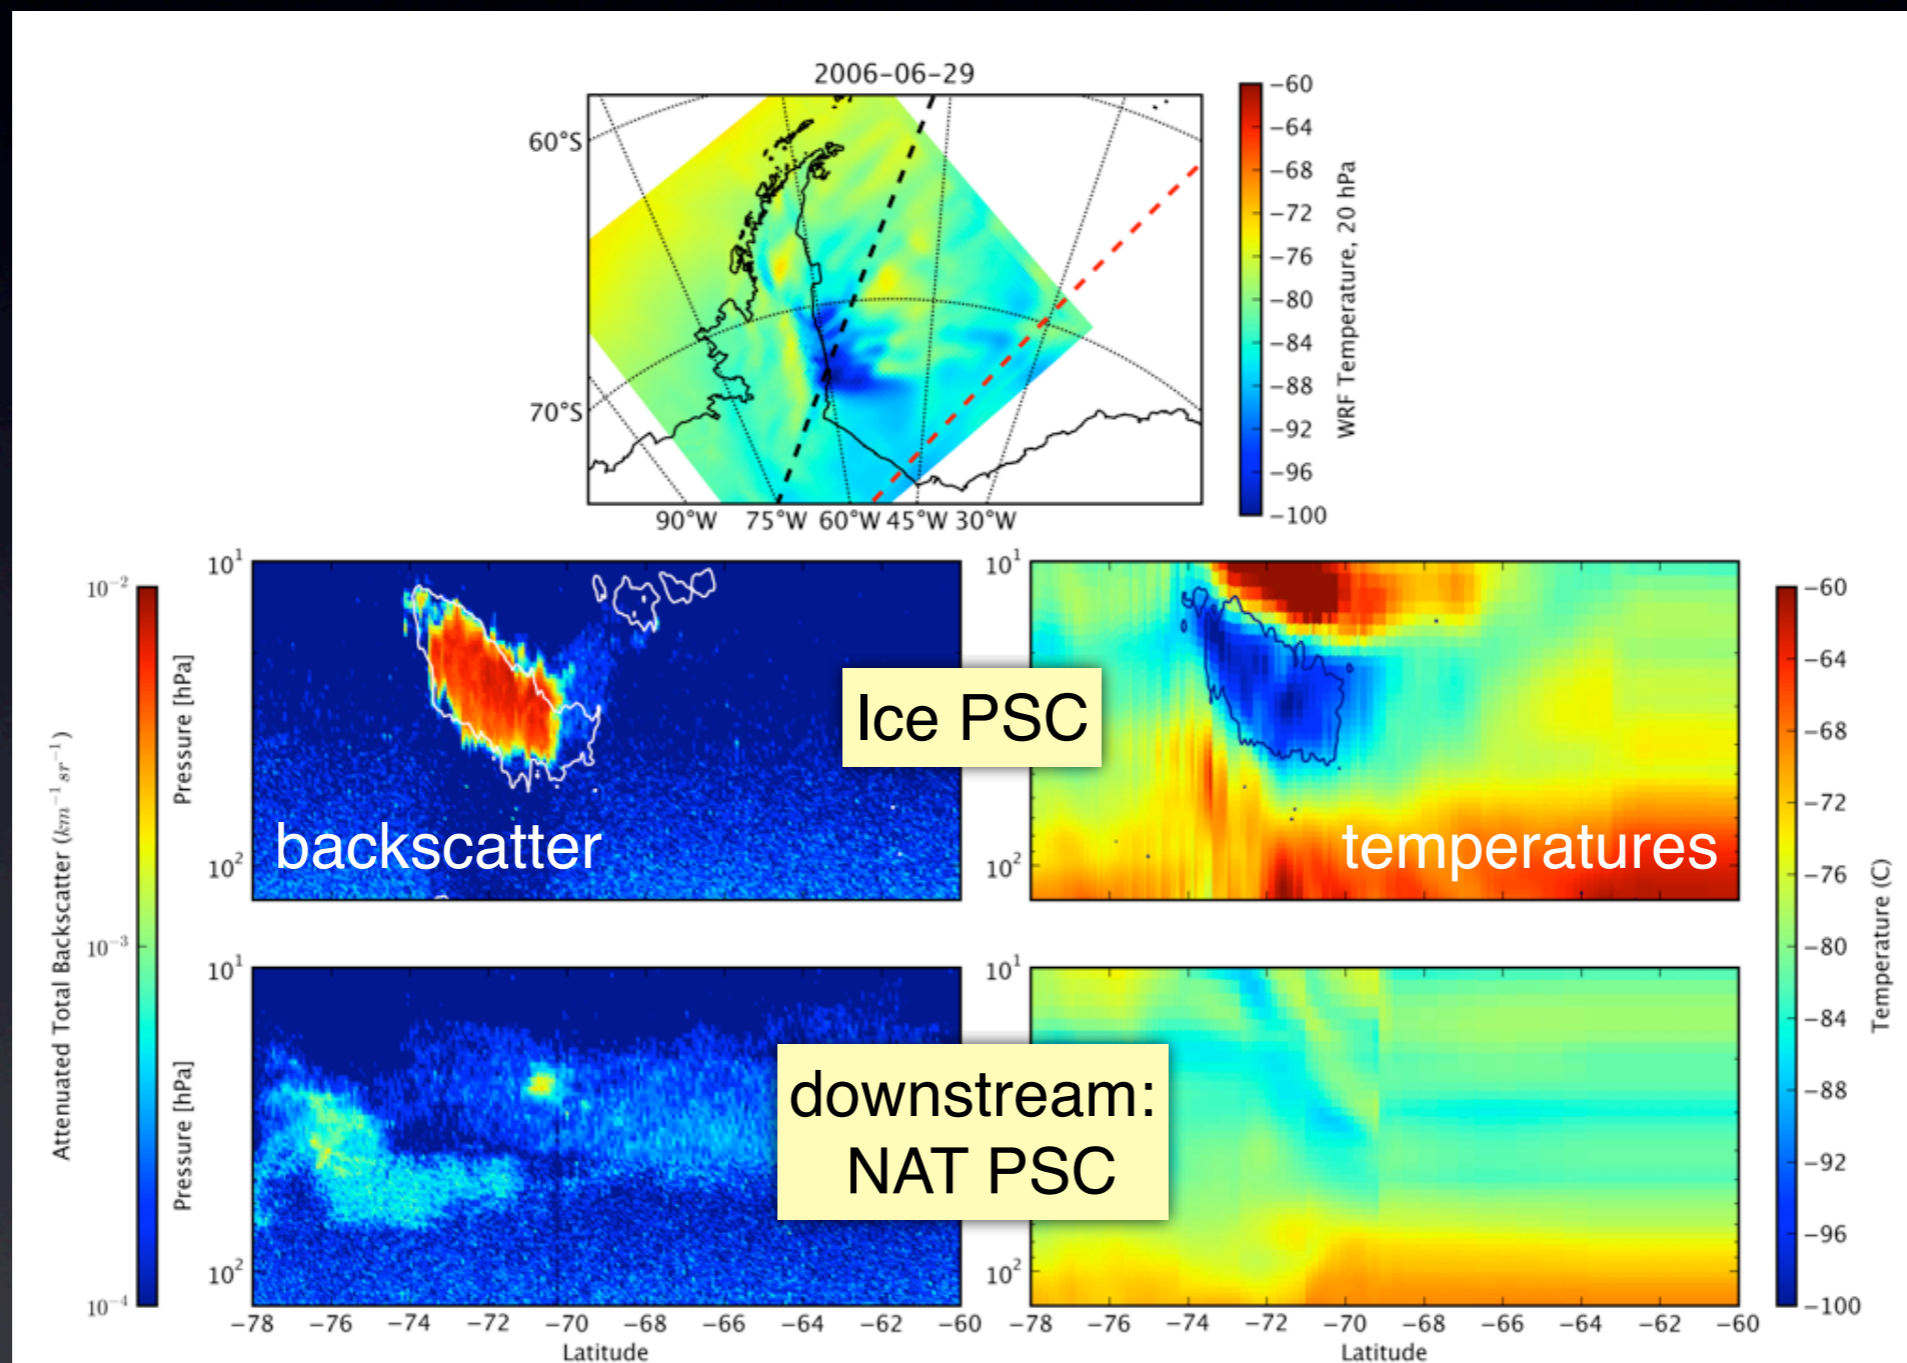 2006-06-29
60°S
70°S
90°W 75°W 60°W 45°W 30°W
−60
−64
−68
−72
−76
−80
−84
−88
−92
−96
−100
WRF Temperature, 20 hPa
10⁻²
10⁻³
10⁻⁴
Attenuated Total Backscatter (km⁻¹ sr⁻¹)
10¹
10²
Pressure [hPa]
backscatter
Ice PSC
10¹
10²
temperatures
−60
−64
−68
−72
−76
−80
−84
−88
−92
−96
−100
Temperature (C)
10¹
10²
Pressure [hPa]
downstream:
NAT PSC
10¹
10²
−78 −76 −74 −72 −70 −68 −66 −64 −62 −60
Latitude
−78 −76 −74 −72 −70 −68 −66 −64 −62 −60
Latitude